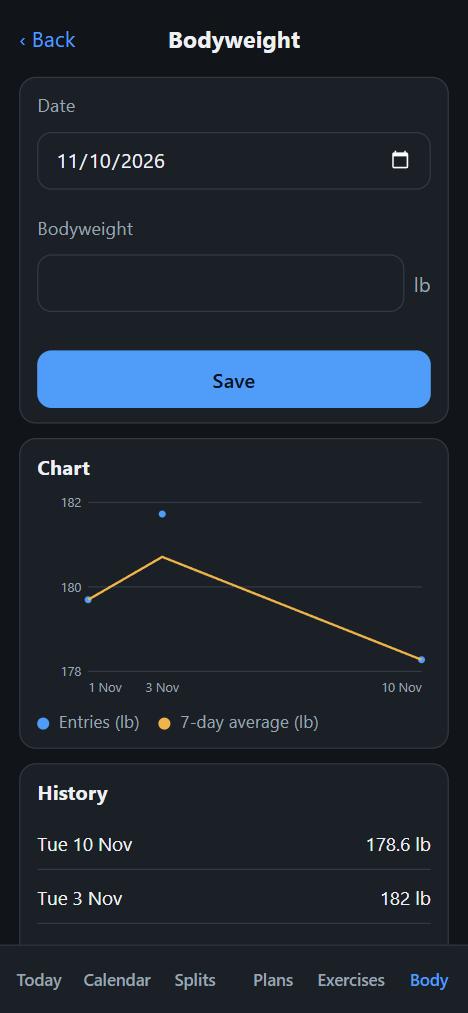 ‹ Back
Bodyweight
Date
11/10/2026
Bodyweight
lb
Save
Chart
182
180
178
1 Nov 3 Nov 10 Nov
Entries (lb) 7-day average (lb)
History
Tue 10 Nov 178.6 lb
Tue 3 Nov 182 lb
Today Calendar Splits Plans Exercises Body